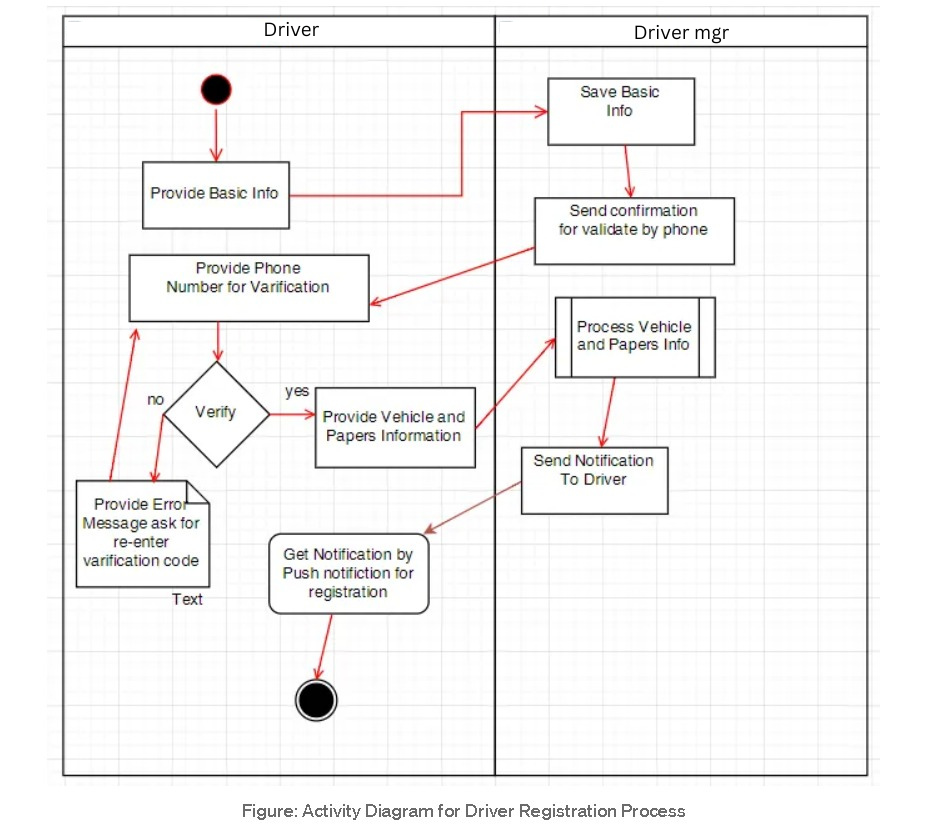 Driver
Driver mgr
Save Basic
Info
Provide Basic Info
Send confirmation
for validate by phone
Provide Phone
Number for Varification
Process Vehicle
and Papers Info
no
Verify
yes
Provide Vehicle and
Papers Information
Send Notification
To Driver
Provide Error
Message ask for
re-enter
varification code
Text
Get Notification by
Push notifiction for
registration
Figure: Activity Diagram for Driver Registration Process